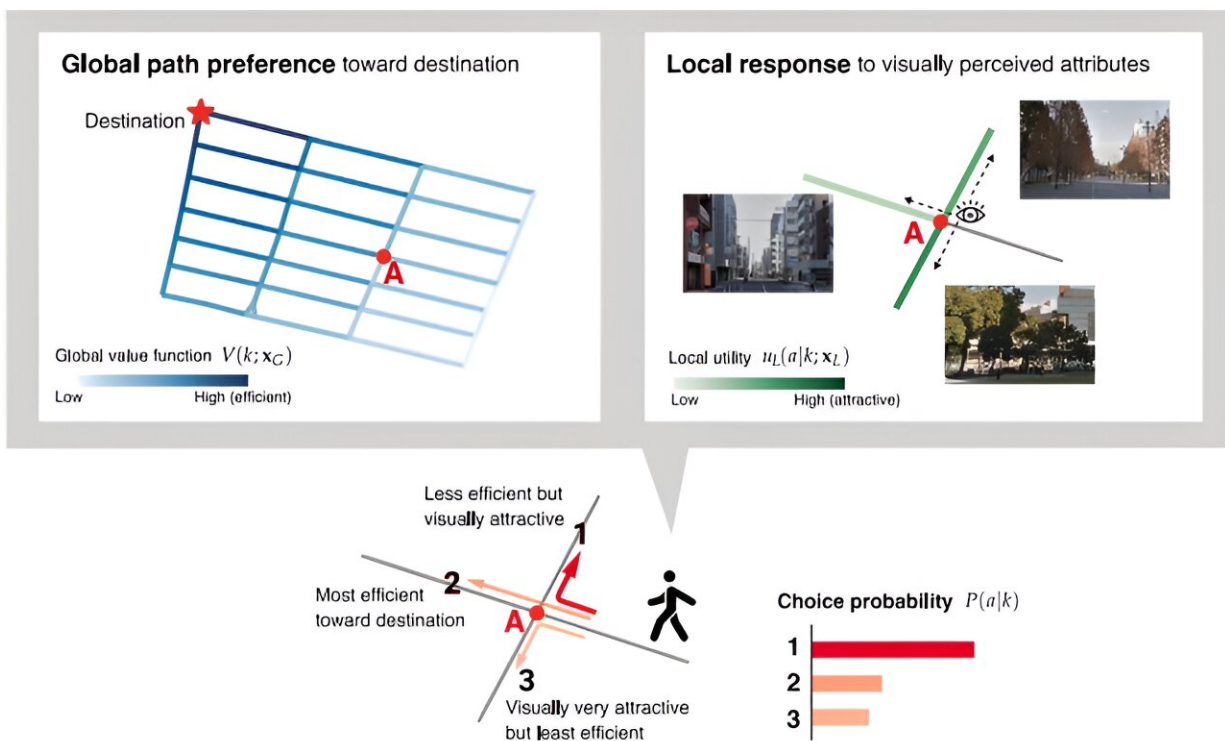 Global path preference toward destination
Destination
A
Global value function V(k; x_G)
Low High (efficient)
Local response to visually perceived attributes
A
Local utility u_L(a|k; x_L)
Low High (attractive)
Less efficient but
visually attractive
1
2
Most efficient
toward destination
A
3
Visually very attractive
but least efficient
Choice probability P(a|k)
1
2
3